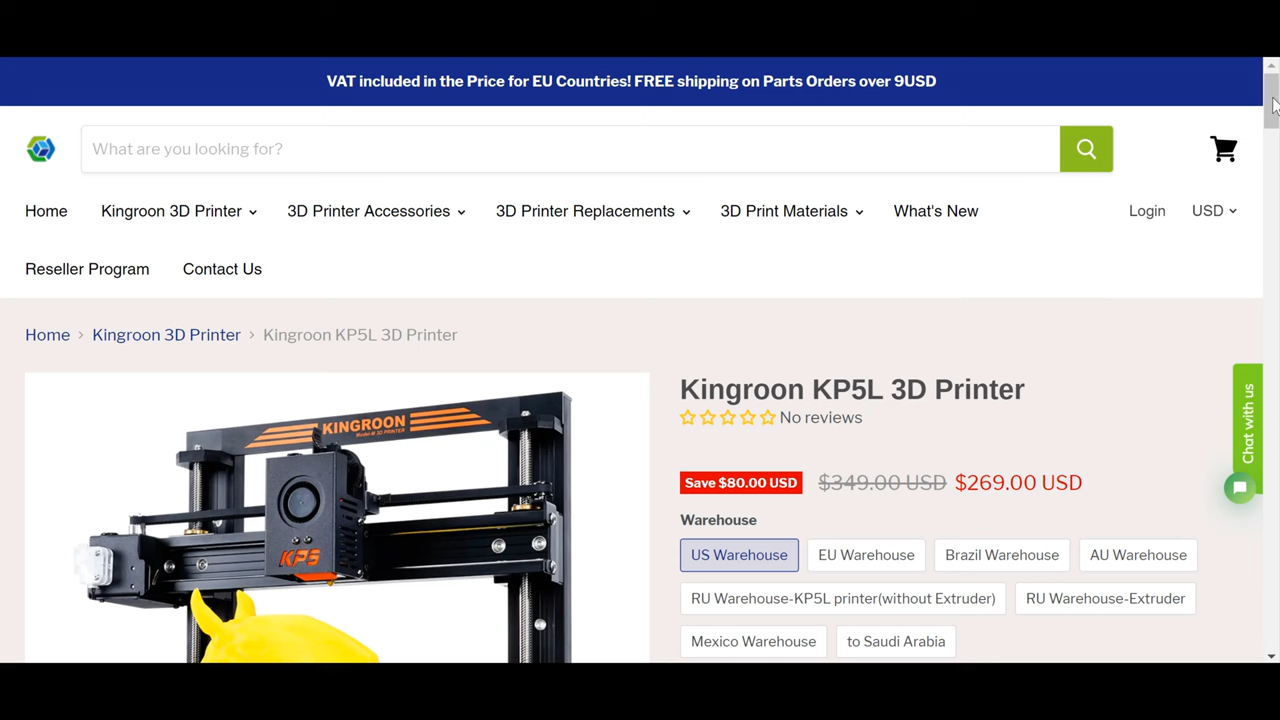 VAT included in the Price for EU Countries! FREE shipping on Parts Orders over 9USD
What are you looking for?
Home
Kingroon 3D Printer
3D Printer Accessories
3D Printer Replacements
3D Print Materials
What's New
Login
USD
Reseller Program
Contact Us
Home > Kingroon 3D Printer > Kingroon KP5L 3D Printer
KINGROON
Model-M 3D PRINTER
KP5
Kingroon KP5L 3D Printer
No reviews
Save $80.00 USD $349.00 USD $269.00 USD
Warehouse
US Warehouse
EU Warehouse
Brazil Warehouse
AU Warehouse
RU Warehouse-KP5L printer(without Extruder)
RU Warehouse-Extruder
Mexico Warehouse
to Saudi Arabia
Chat with us